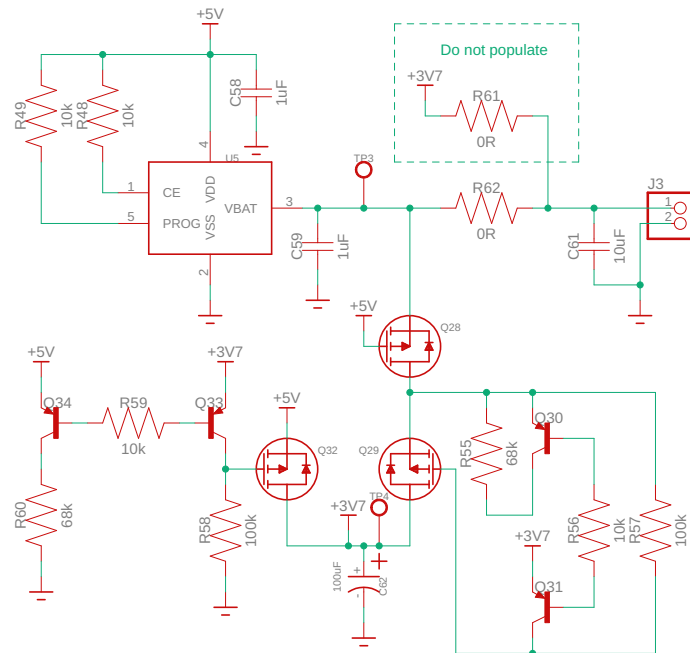 +5V
Do not populate
+3V7
R61
0R
R49
10k
R48
10k
C58
1uF
4
U5
1
CE
VDD
VBAT
3
5
PROG
VSS
2
TP3
R62
0R
J3
1
2
C59
1uF
C61
10uF
+5V
Q28
+5V
+3V7
Q34
R59
10k
Q33
+5V
Q32
Q29
R55
68k
Q30
R60
68k
R58
100k
+3V7
TP4
R56
10k
R57
100k
+3V7
100uF
+
-
C62
Q31